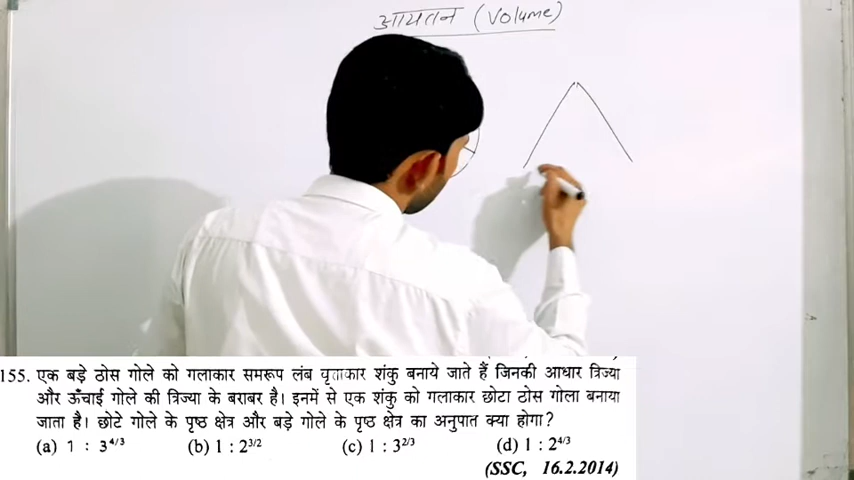 आयतन (Volume)
155. एक बड़े ठोस गोले को गलाकार समरूप लंब वृत्ताकार शंकु बनाये जाते हैं जिनकी आधार त्रिज्या
और ऊँचाई गोले की त्रिज्या के बराबर है। इनमें से एक शंकु को गलाकार छोटा ठोस गोला बनाया
जाता है। छोटे गोले के पृष्ठ क्षेत्र और बड़े गोले के पृष्ठ क्षेत्र का अनुपात क्या होगा?
(a) 1 : 3^{4/3} (b) 1 : 2^{3/2} (c) 1 : 3^{2/3} (d) 1 : 2^{4/3}
(SSC, 16.2.2014)